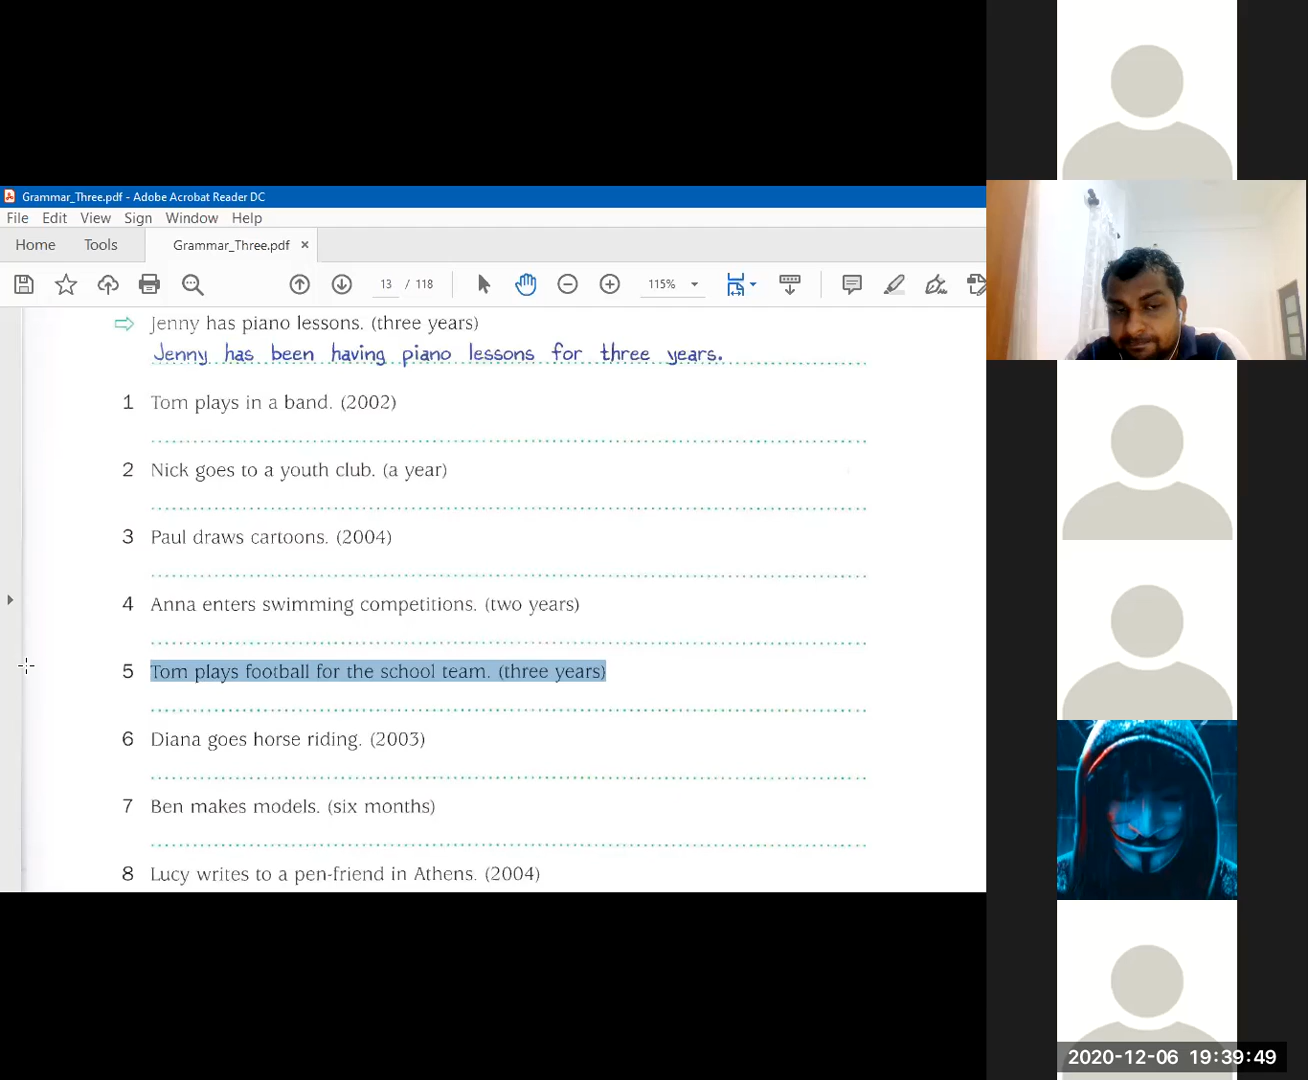 Grammar_Three.pdf - Adobe Acrobat Reader DC
File Edit View Sign Window Help
Home Tools Grammar_Three.pdf ×
13 / 118 115%
Jenny has piano lessons. (three years)
Jenny has been having piano lessons for three years.
1 Tom plays in a band. (2002)
2 Nick goes to a youth club. (a year)
3 Paul draws cartoons. (2004)
4 Anna enters swimming competitions. (two years)
5 Tom plays football for the school team. (three years)
6 Diana goes horse riding. (2003)
7 Ben makes models. (six months)
8 Lucy writes to a pen-friend in Athens. (2004)
2020-12-06 19:39:49